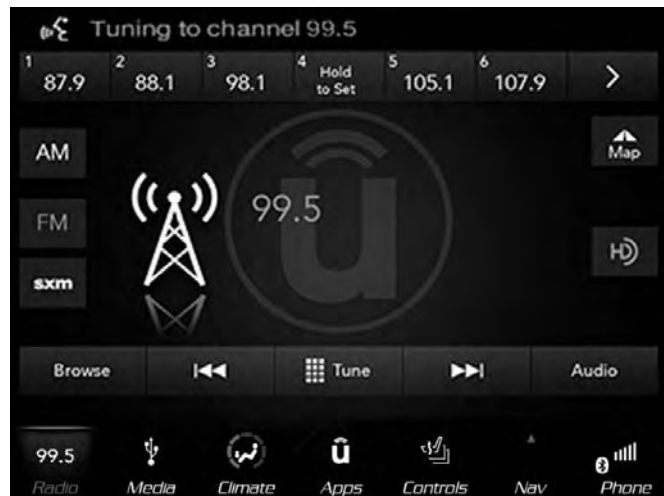 Tuning to channel 99.5
1 87.9 2 88.1 3 98.1 4 Hold to Set 5 105.1 6 107.9
AM
Map
99.5
FM
HD
sxm
û
Browse Tune Audio
99.5 û
Radio Media Climate Apps Controls Nav Phone